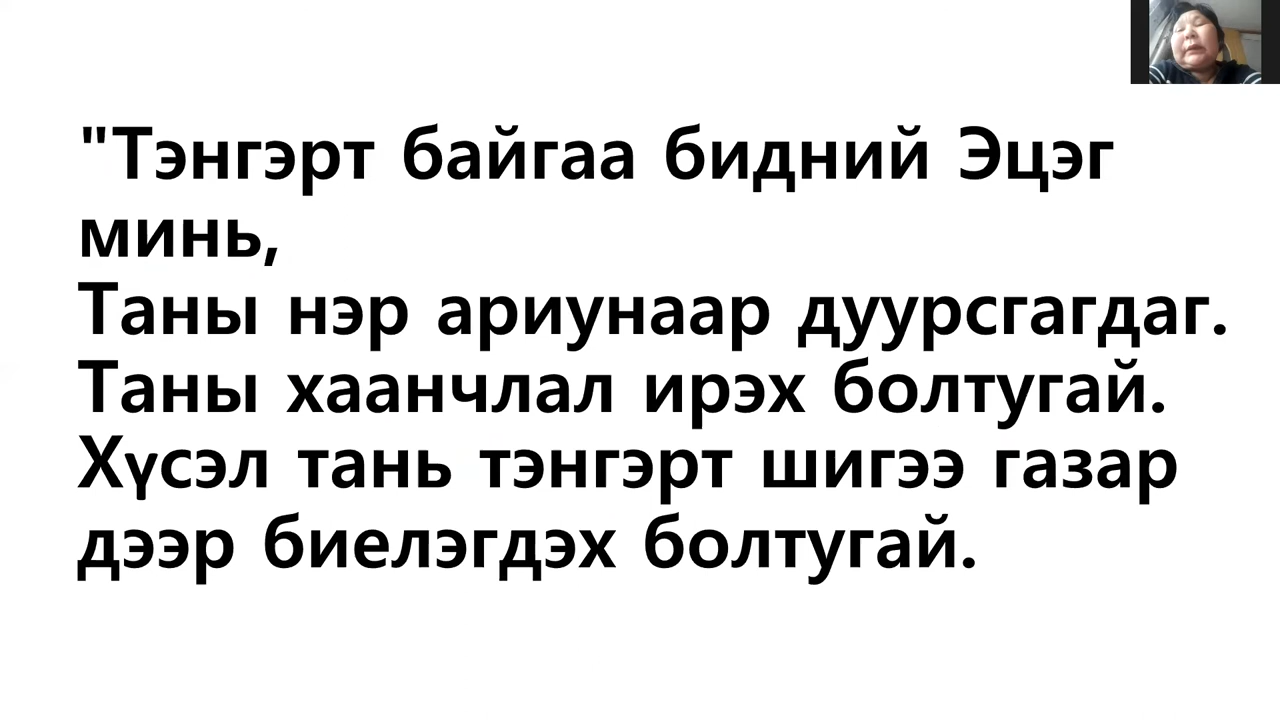 "Тэнгэрт байгаа бидний Эцэг
минь,
Таны нэр ариунаар дуурсгагдаг.
Таны хаанчлал ирэх болтугай.
Хүсэл тань тэнгэрт шигээ газар
дээр биелэгдэх болтугай.